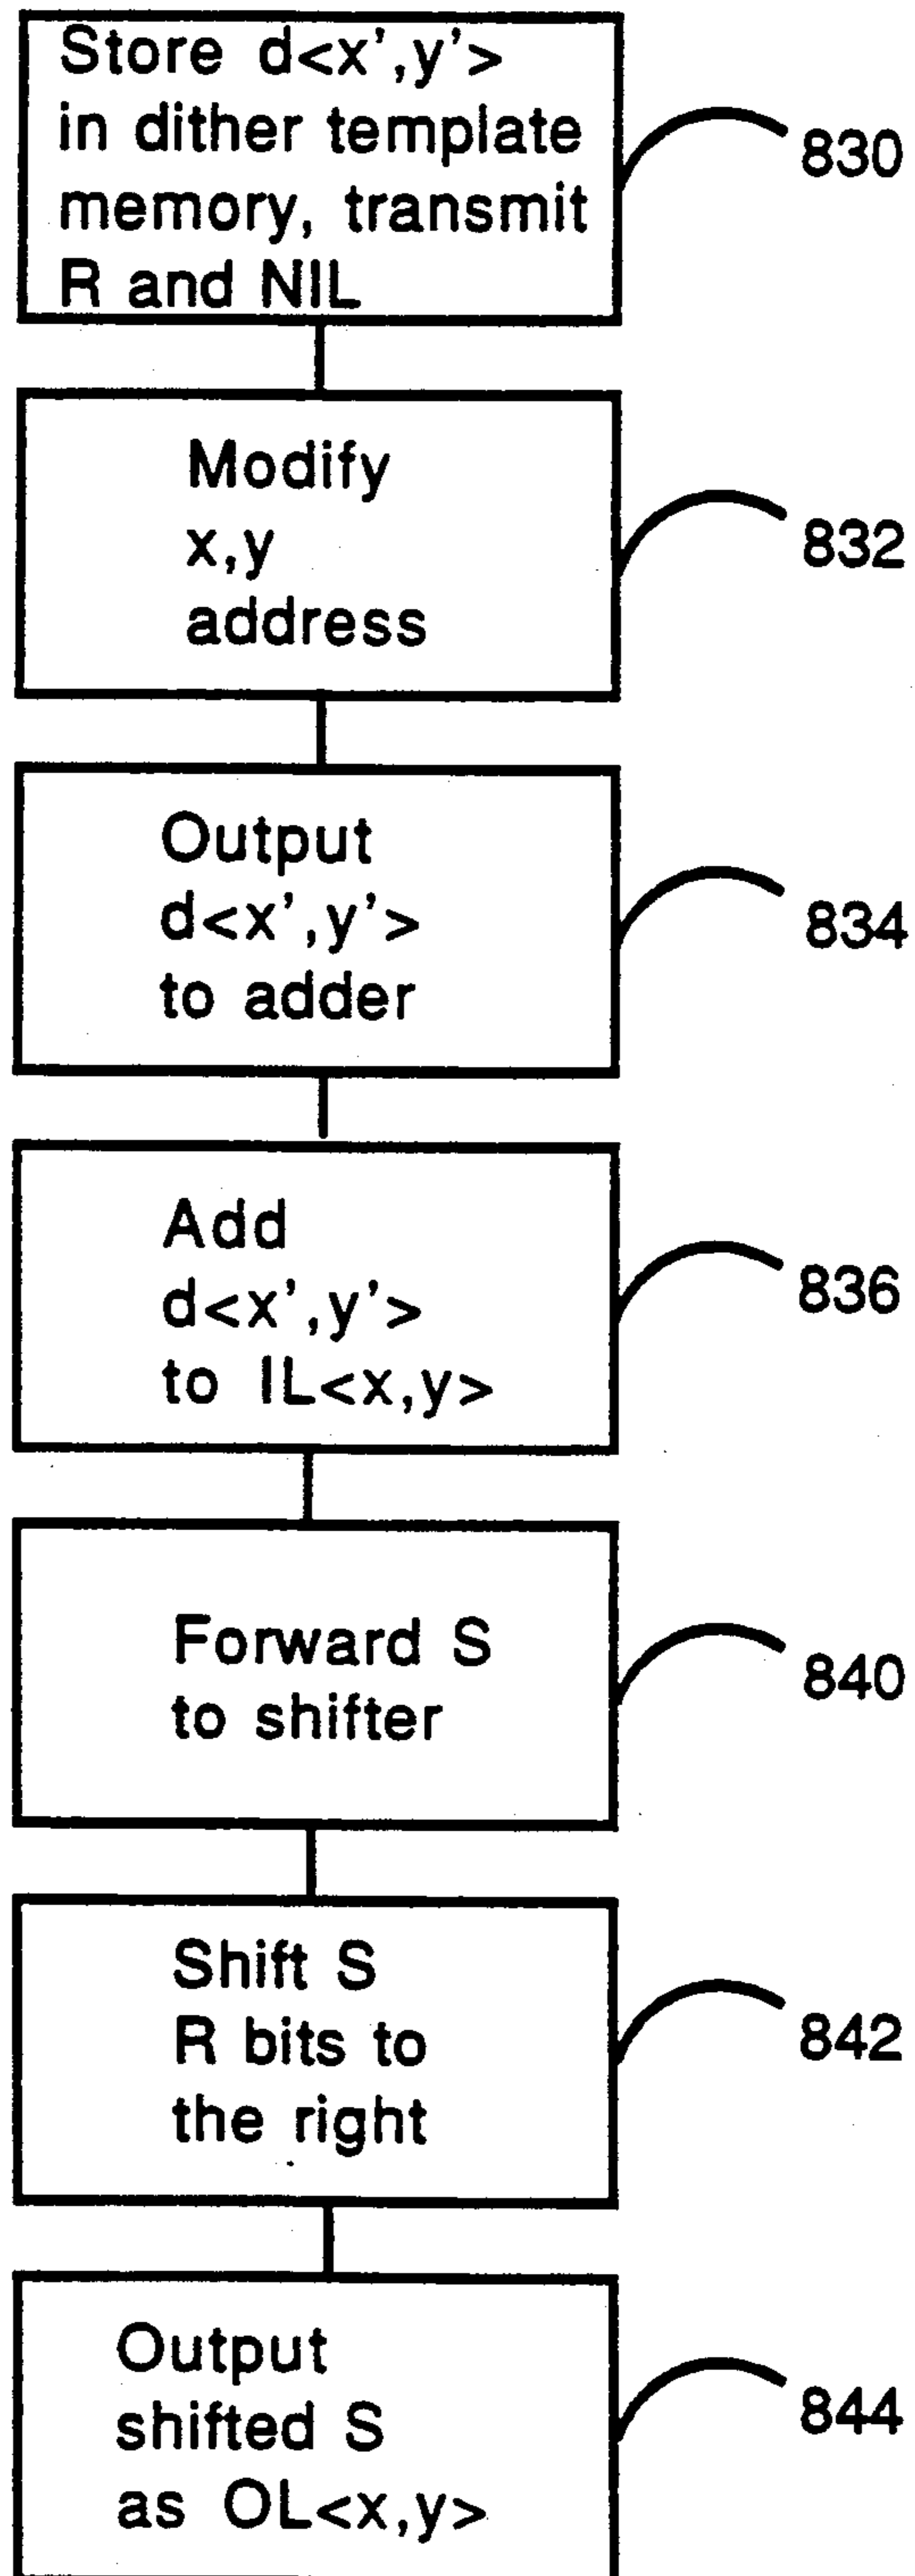 Store d<x',y'>
in dither template
memory, transmit
R and NIL
830
Modify
x,y
address
832
Output
d<x',y'>
to adder
834
Add
d<x',y'>
to IL<x,y>
836
Forward S
to shifter
840
Shift S
R bits to
the right
842
Output
shifted S
as OL<x,y>
844